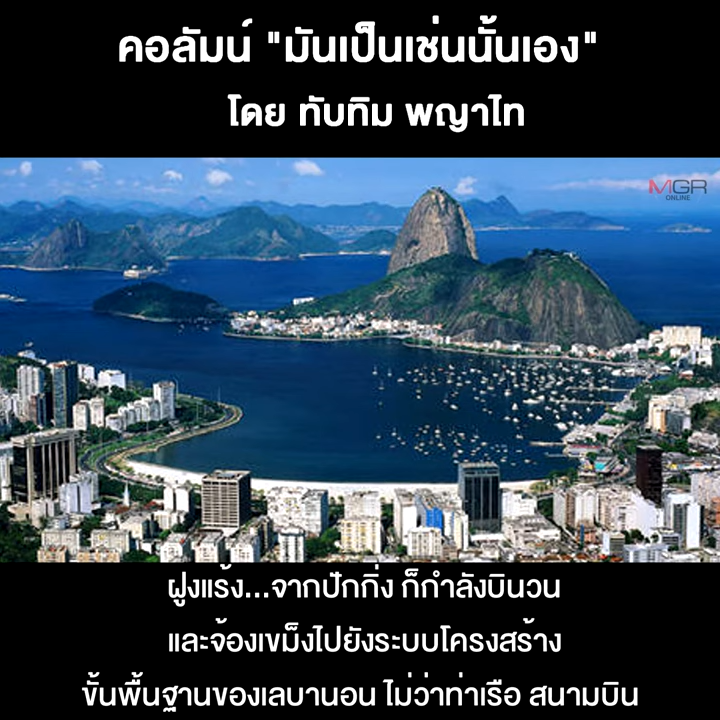 คอลัมน์ "มันเป็นเช่นนั้นเอง"
โดย ทับทิม พญาไท
MGR
ONLINE
ฝูงแร้ง...จากปักกิ่ง ก็กำลังบินวน
และจ้องเขม็งไปยังระบบโครงสร้าง
ขั้นพื้นฐานของเลบานอน ไม่ว่าท่าเรือ สนามบิน